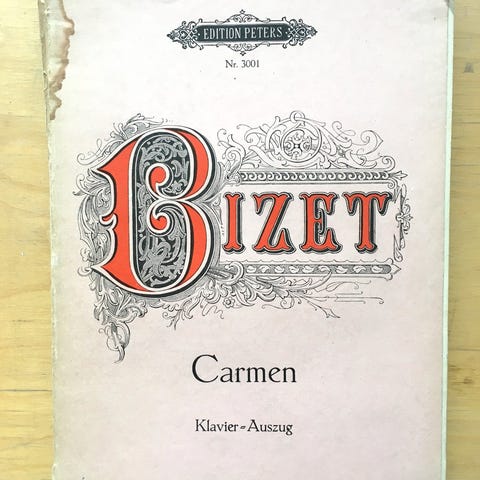 EDITION PETERS
Nr. 3001
BIZET
Carmen
Klavier=Auszug